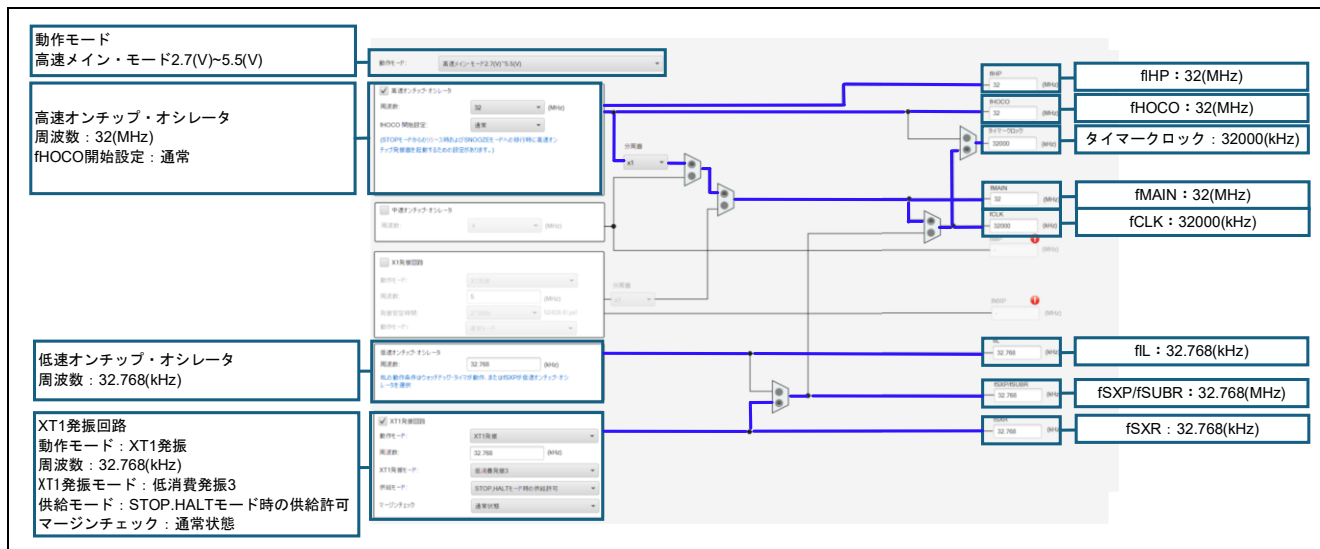 動作モード
高速メイン・モード2.7(V)~5.5(V)
高速オンチップ・オシレータ
周波数：32(MHz)
fHOCO開始設定：通常
低速オンチップ・オシレータ
周波数：32.768(kHz)
XT1発振回路
動作モード：XT1発振
周波数：32.768(kHz)
XT1発振モード：低消費発振3
供給モード：STOP.HALTモード時の供給許可
マージンチェック：通常状態
動作モード:
高速メイン・モード2.7(V)~5.5(V)
高速オンチップ・オシレータ
周波数:
32
(MHz)
fHOCO 開始設定:
通常
分周器
x1
中速オンチップ・オシレータ
周波数:
(MHz)
X1発振回路
動作モード:
周波数:
5
(MHz)
動作モード:
分周器
x1
低速オンチップ・オシレータ
周波数:
32.768
(kHz)
XT1発振回路
動作モード:
XT1発振
周波数:
32.768
(kHz)
XT1発振モード:
低消費発振3
供給モード:
STOP,HALTモード時の供給許可
マージンチェック:
通常状態
fIHP
32
(MHz)
fHOCO
32
(MHz)
タイマークロック
32000
(kHz)
fMAIN
32
(MHz)
fCLK
32000
(kHz)
(MHz)
(MHz)
fIL
32.768
(kHz)
fSXP/fSUBR
32.768
(kHz)
fSXR
32.768
(kHz)
fIHP：32(MHz)
fHOCO：32(MHz)
タイマークロック：32000(kHz)
fMAIN：32(MHz)
fCLK：32000(kHz)
fIL：32.768(kHz)
fSXP/fSUBR：32.768(MHz)
fSXR：32.768(kHz)